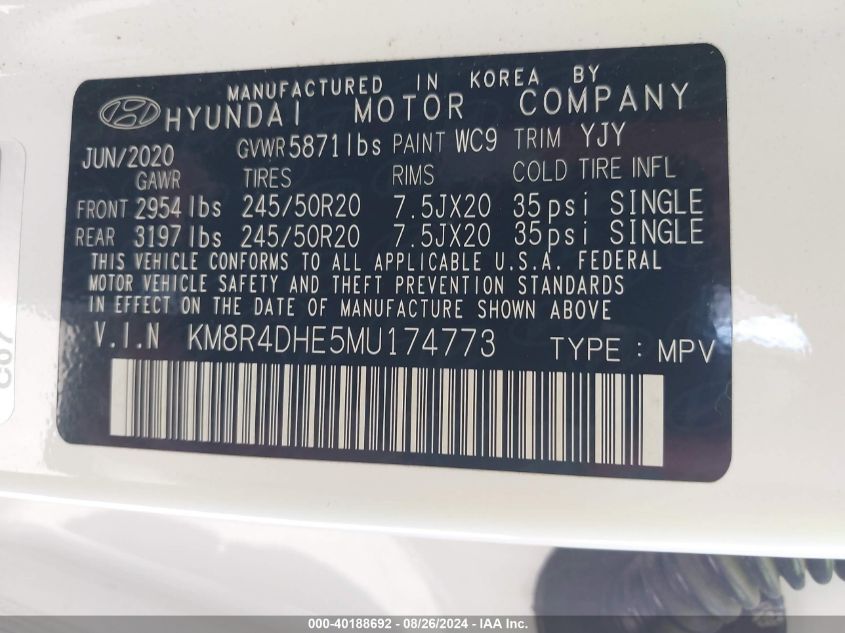 MANUFACTURED IN KOREA BY
HYUNDAI MOTOR COMPANY
JUN/2020 GVWR 5871lbs PAINT WC9 TRIM YJY
GAWR TIRES RIMS COLD TIRE INFL
FRONT 2954 lbs 245/50R20 7.5JX20 35psi SINGLE
REAR 3197 lbs 245/50R20 7.5JX20 35psi SINGLE
THIS VEHICLE CONFORMS TO ALL APPLICABLE U.S.A. FEDERAL
MOTOR VEHICLE SAFETY AND THEFT PREVENTION STANDARDS
IN EFFECT ON THE DATE OF MANUFACTURE SHOWN ABOVE
V.I.N KM8R4DHE5MU174773 TYPE : MPV
C07
000-40188692 - 08/26/2024 - IAA Inc.